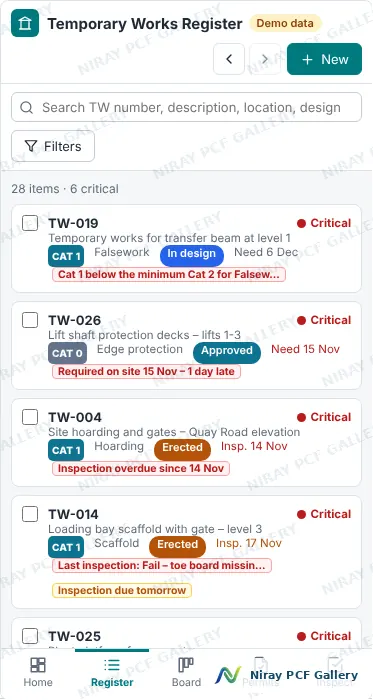 Temporary Works Register Demo data
+ New
Search TW number, description, location, design
Filters
28 items · 6 critical
TW-019 Critical
Temporary works for transfer beam at level 1
CAT 1 Falsework In design Need 6 Dec
Cat 1 below the minimum Cat 2 for Falsew...
TW-026 Critical
Lift shaft protection decks – lifts 1-3
CAT 0 Edge protection Approved Need 15 Nov
Required on site 15 Nov – 1 day late
TW-004 Critical
Site hoarding and gates – Quay Road elevation
CAT 1 Hoarding Erected Insp. 14 Nov
Inspection overdue since 14 Nov
TW-014 Critical
Loading bay scaffold with gate – level 3
CAT 1 Scaffold Erected Insp. 17 Nov
Last inspection: Fail – toe board missin...
Inspection due tomorrow
TW-025 Critical
Home Register Board
Niray PCF Gallery
NIRAY PCF GALLERY